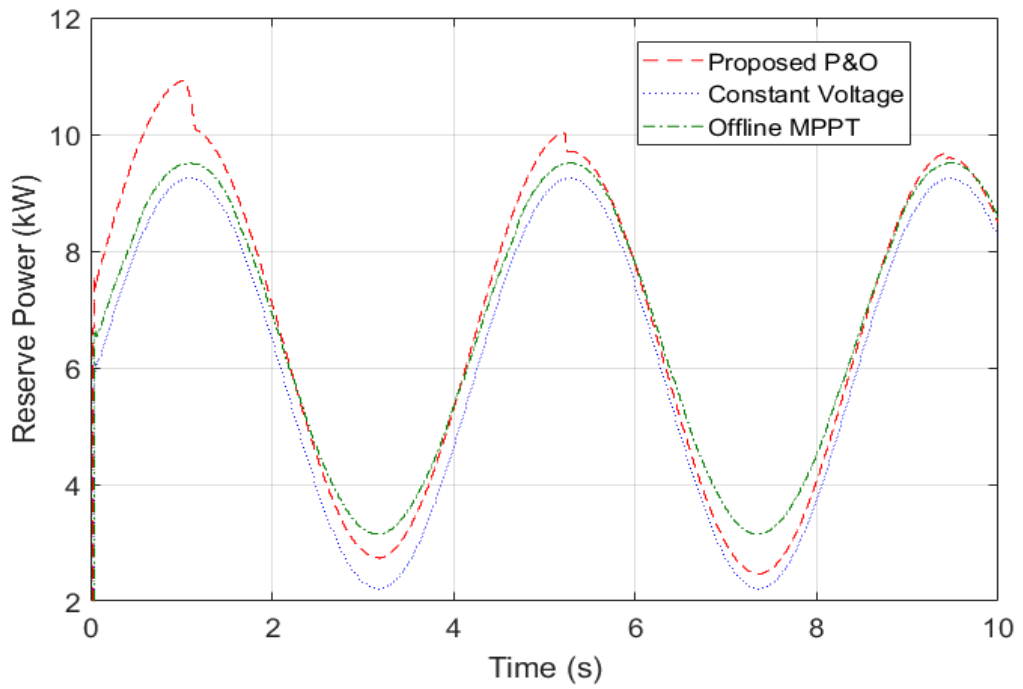 12
10
8
6
4
2
Reserve Power (kW)
Proposed P&O
Constant Voltage
Offline MPPT
0
2
4
6
8
10
Time (s)